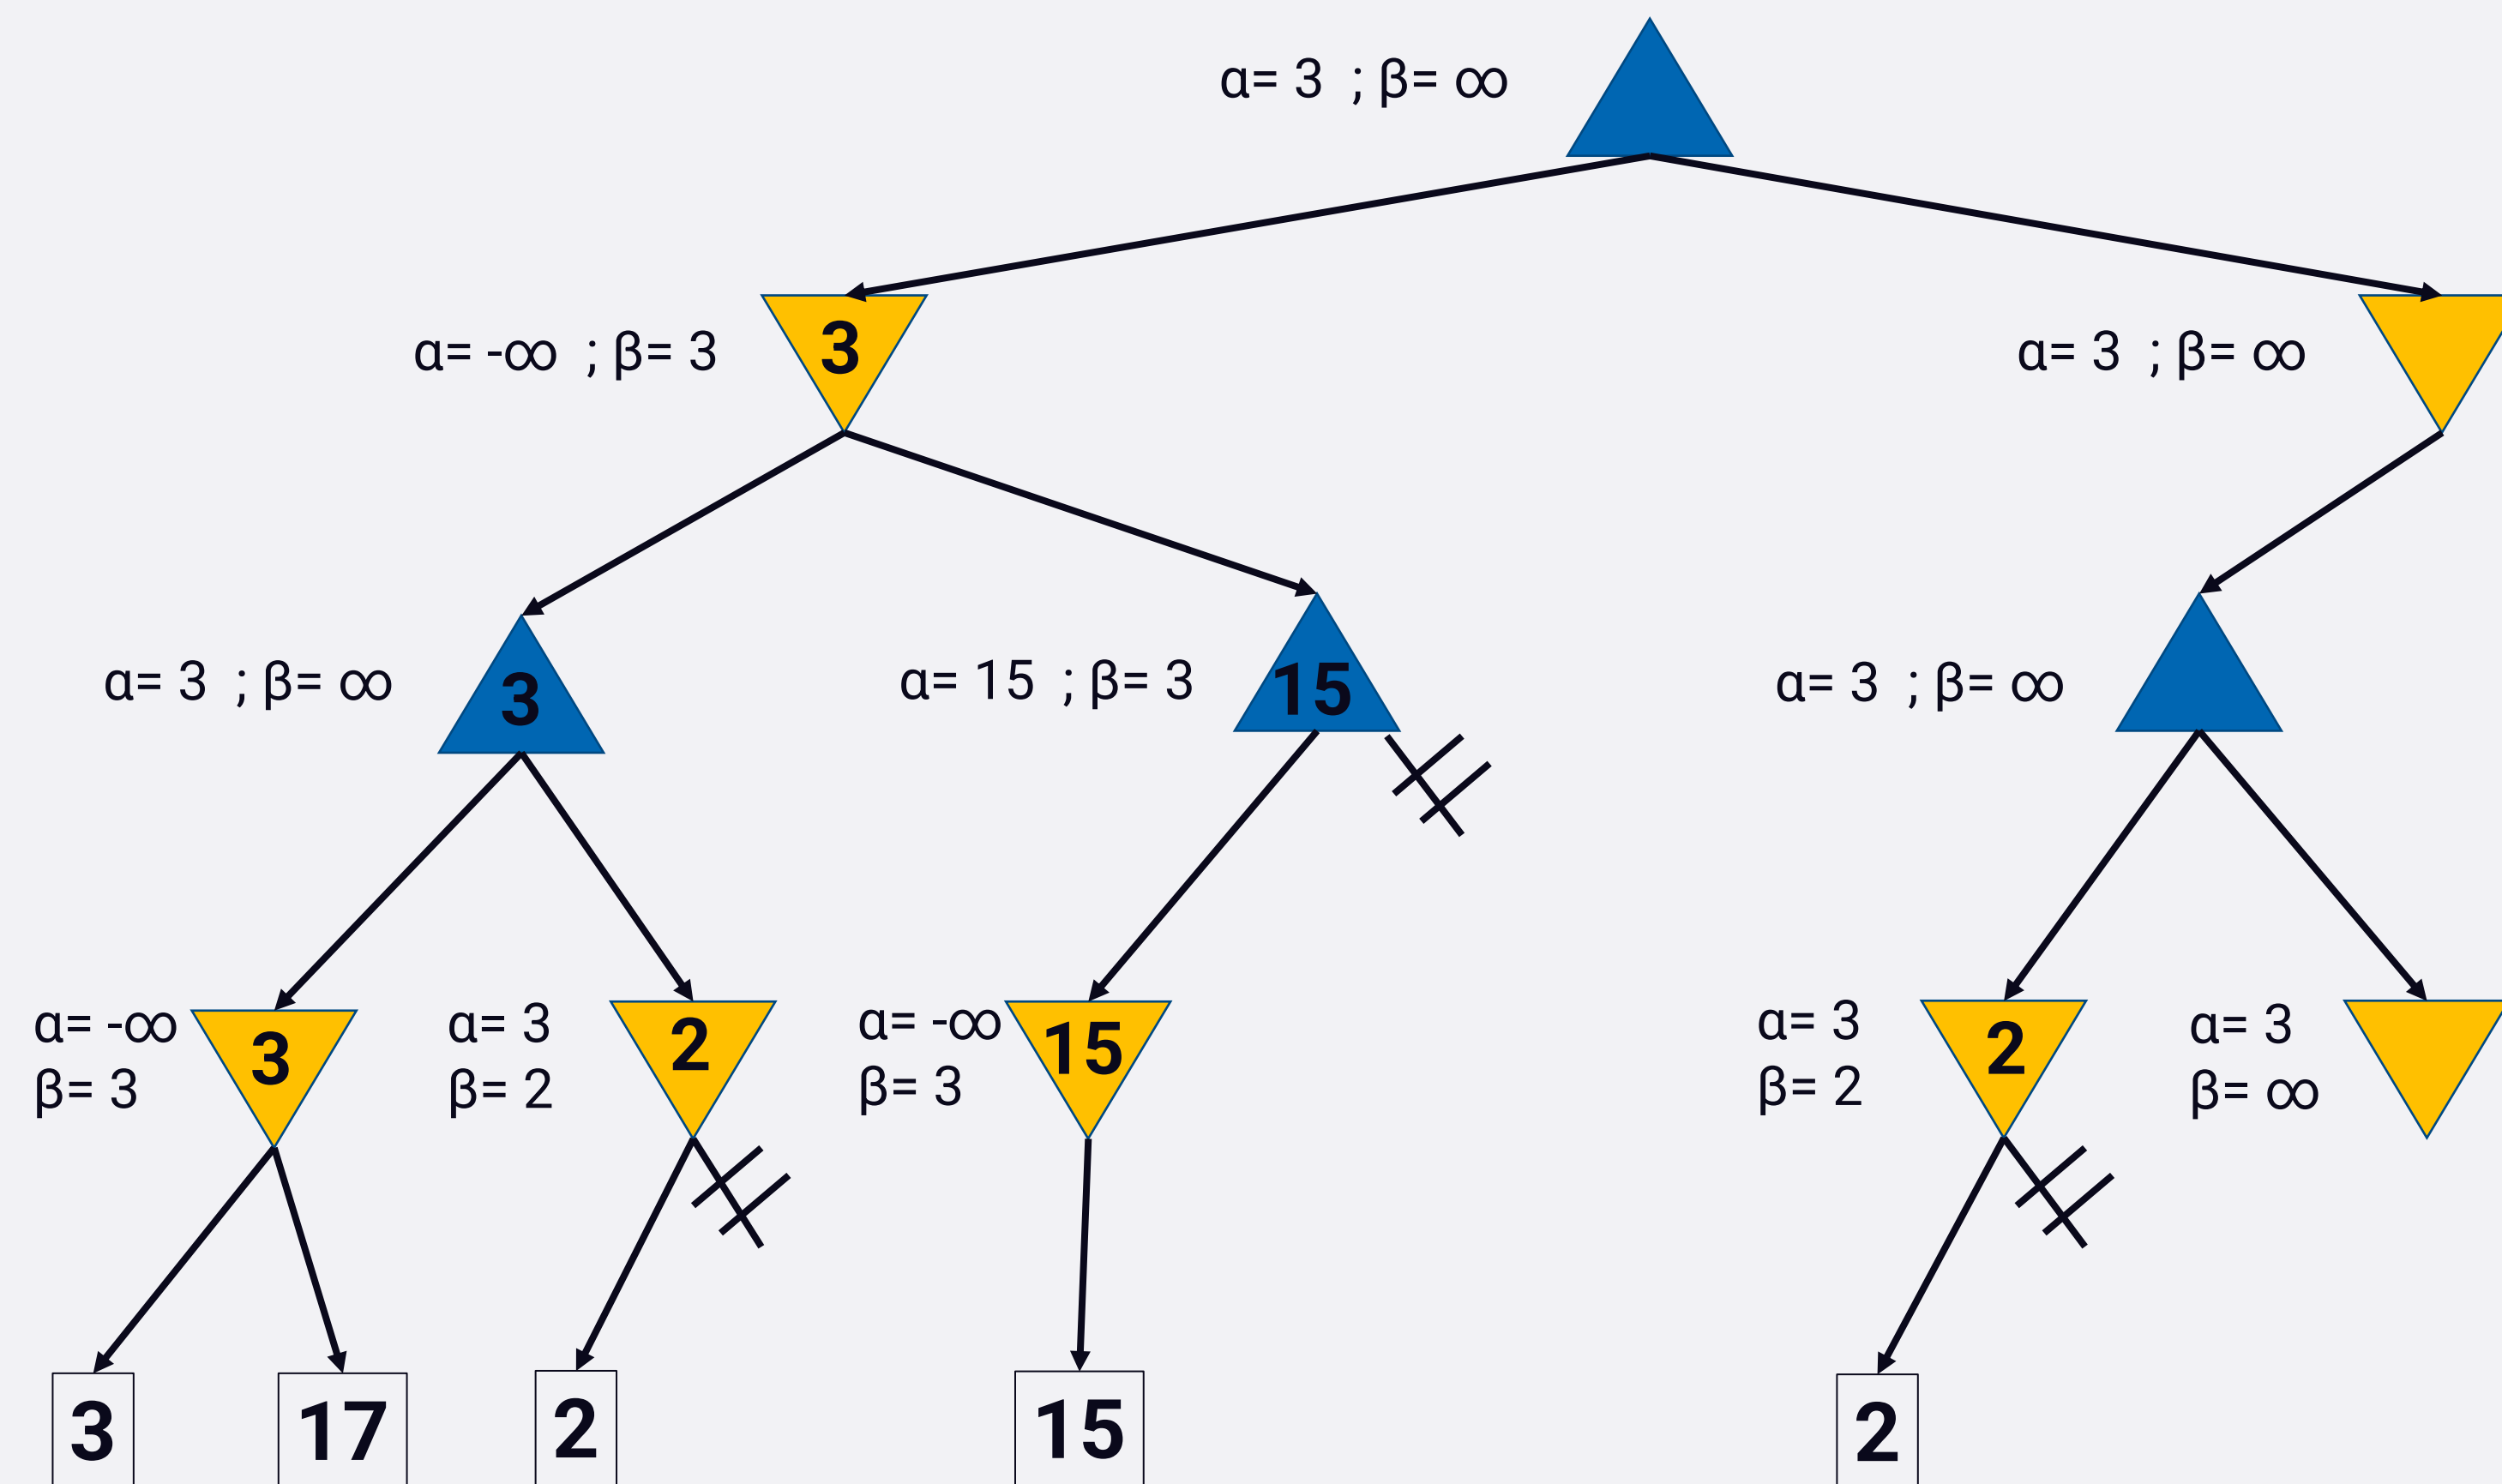 α= 3 ; β= ∞
α= -∞ ; β= 3
3
α= 3 ; β= ∞
α= 3 ; β= ∞
3
α= 15 ; β= 3
15
α= 3 ; β= ∞
α= -∞
β= 3
3
α= 3
β= 2
2
α= -∞
β= 3
15
α= 3
β= 2
2
α= 3
β= ∞
3
17
2
15
2